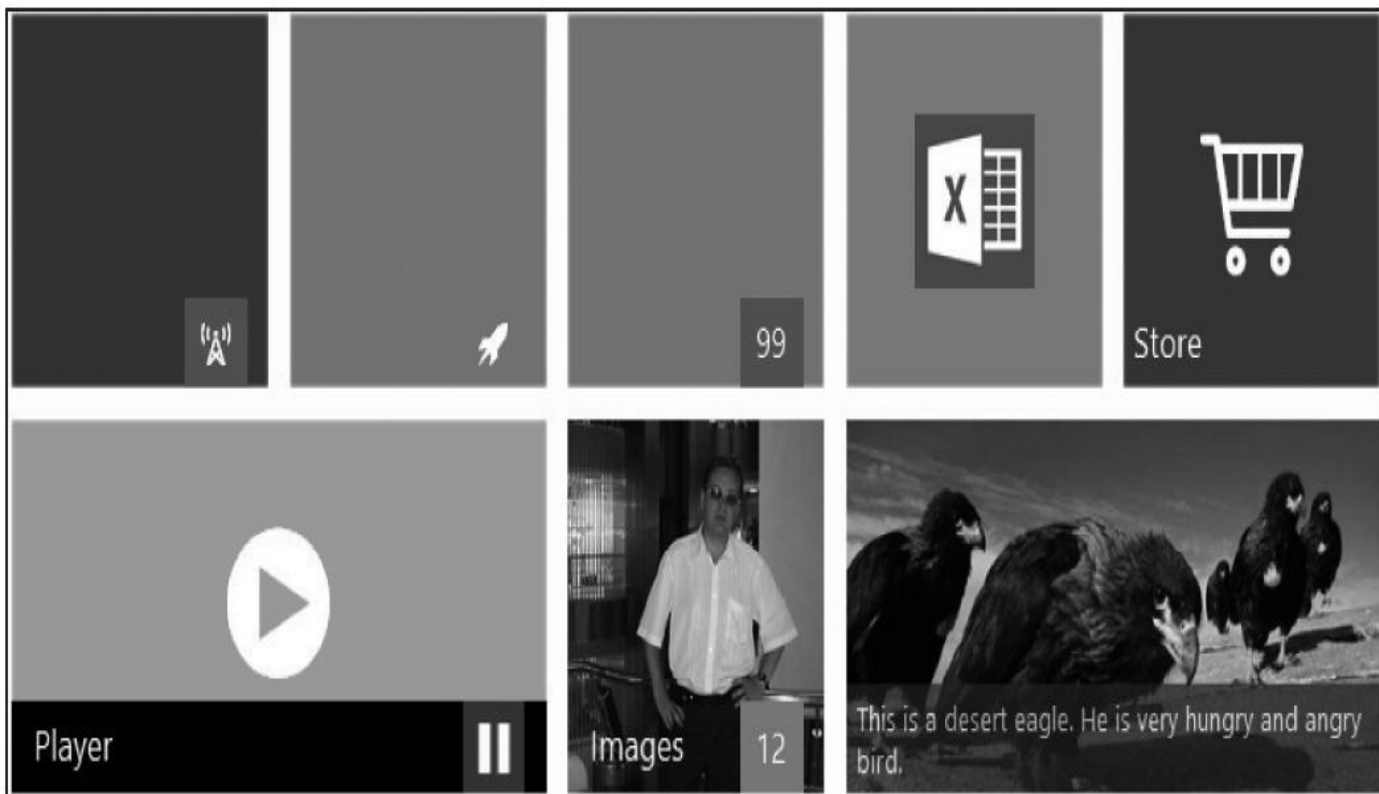 99
X
Store
Player
Images
12
This is a desert eagle. He is very hungry and angry
bird.